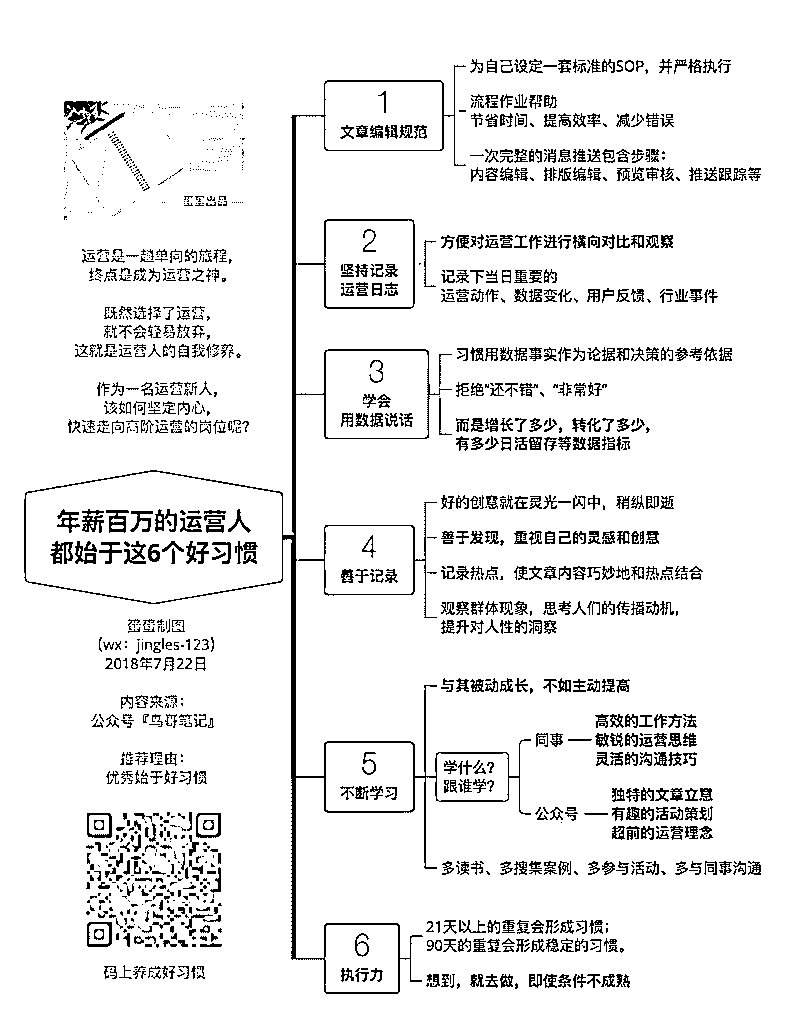 运营是一趟单向的旅程，
终点是成为运营之神。
既然选择了运营，
就不会轻易放弃，
这就是运营人的自我修养。
作为一名运营新人，
该如何坚定内心，
快速走向高阶运营的岗位呢？
年薪百万的运营人
都始于这6个好习惯
制图
（wx：jingles-123）
2018年7月22日
内容来源：
公众号『鸟哥笔记』
推荐理由：
优秀始于好习惯
码上养成好习惯
1
文章编辑规范
为自己设定一套标准的SOP，并严格执行
流程作业帮助
节省时间、提高效率、减少错误
一次完整的消息推送包含步骤：
内容编辑、排版编辑、预览审核、推送跟踪等
2
坚持记录
运营日志
方便对运营工作进行横向对比和观察
记录下当日重要的
运营动作、数据变化、用户反馈、行业事件
3
学会
用数据说话
习惯用数据事实作为论据和决策的参考依据
拒绝“还不错”、“非常好”
而是增长了多少，转化了多少，
有多少日活留存等数据指标
4
善于记录
好的创意就在灵光一闪中，稍纵即逝
善于发现，重视自己的灵感和创意
记录热点，使文章内容巧妙地和热点结合
观察群体现象，思考人们的传播动机，
提升对人性的洞察
5
不断学习
与其被动成长，不如主动提高
学什么？
跟谁学？
同事
高效的工作方法
敏锐的运营思维
灵活的沟通技巧
公众号
独特的文章立意
有趣的活动策划
超前的运营理念
多读书、多搜集案例、多参与活动、多与同事沟通
6
执行力
21天以上的重复会形成习惯；
90天的重复会形成稳定的习惯。
想到，就去做，即使条件不成熟